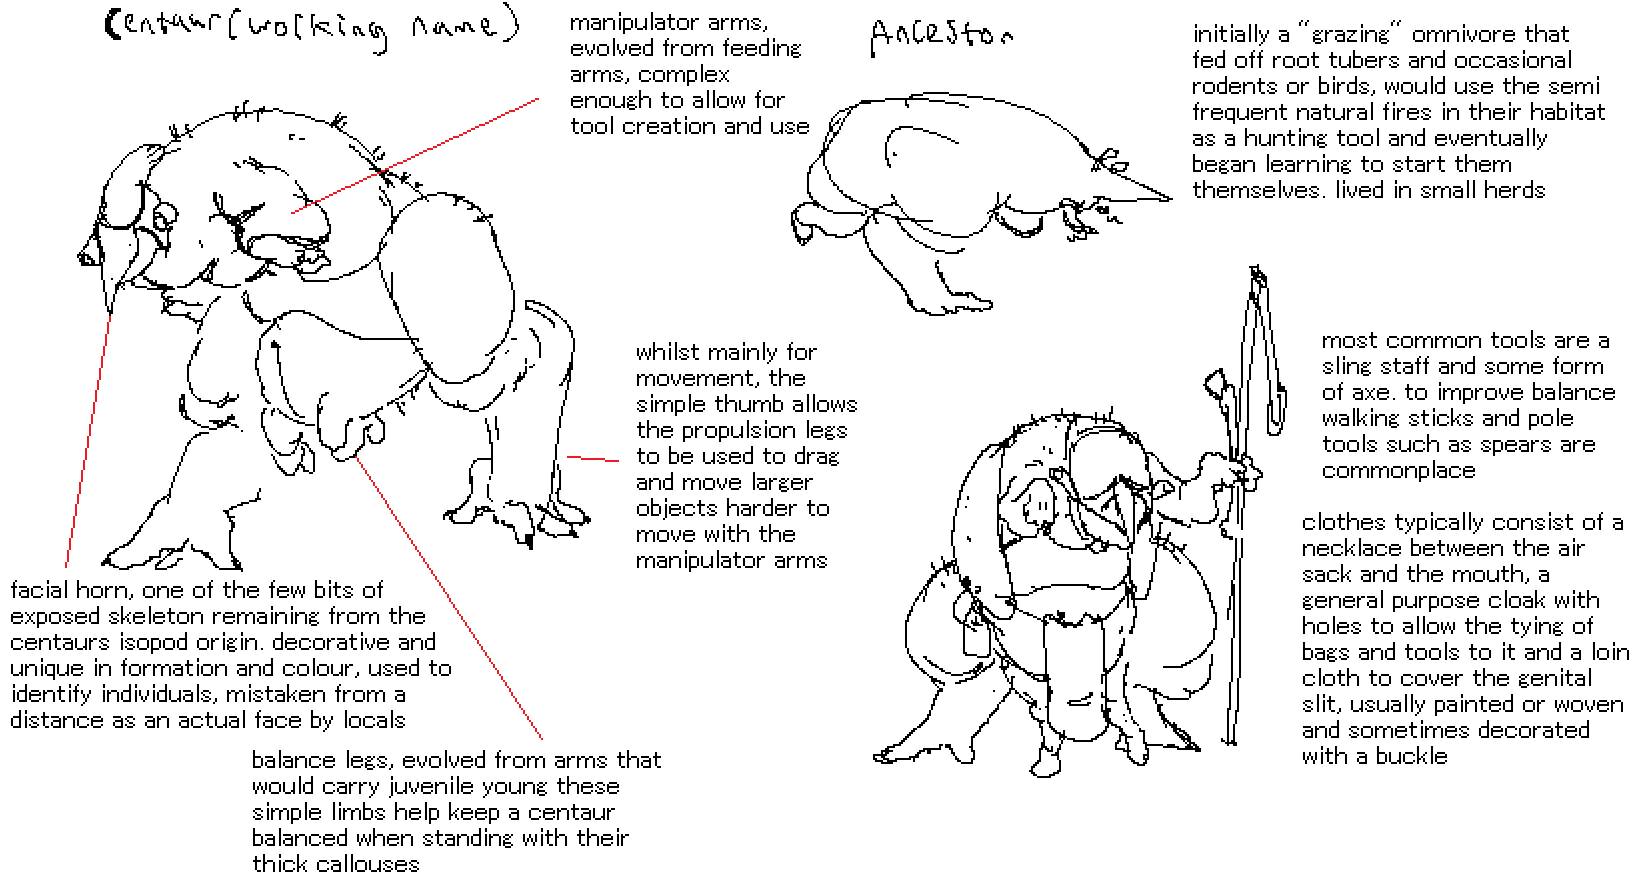 Centaur (working name)
manipulator arms,
evolved from feeding
arms, complex
enough to allow for
tool creation and use
Ancestor
initially a "grazing" omnivore that
fed off root tubers and occasional
rodents or birds, would use the semi
frequent natural fires in their habitat
as a hunting tool and eventually
began learning to start them
themselves. lived in small herds
whilst mainly for
movement, the
simple thumb allows
the propulsion legs
to be used to drag
and move larger
objects harder to
move with the
manipulator arms
most common tools are a
sling staff and some form
of axe. to improve balance
walking sticks and pole
tools such as spears are
commonplace
clothes typically consist of a
necklace between the air
sack and the mouth, a
general purpose cloak with
holes to allow the tying of
bags and tools to it and a loin
cloth to cover the genital
slit, usually painted or woven
and sometimes decorated
with a buckle
facial horn, one of the few bits of
exposed skeleton remaining from the
centaurs isopod origin. decorative and
unique in formation and colour, used to
identify individuals, mistaken from a
distance as an actual face by locals
balance legs, evolved from arms that
would carry juvenile young these
simple limbs help keep a centaur
balanced when standing with their
thick callouses